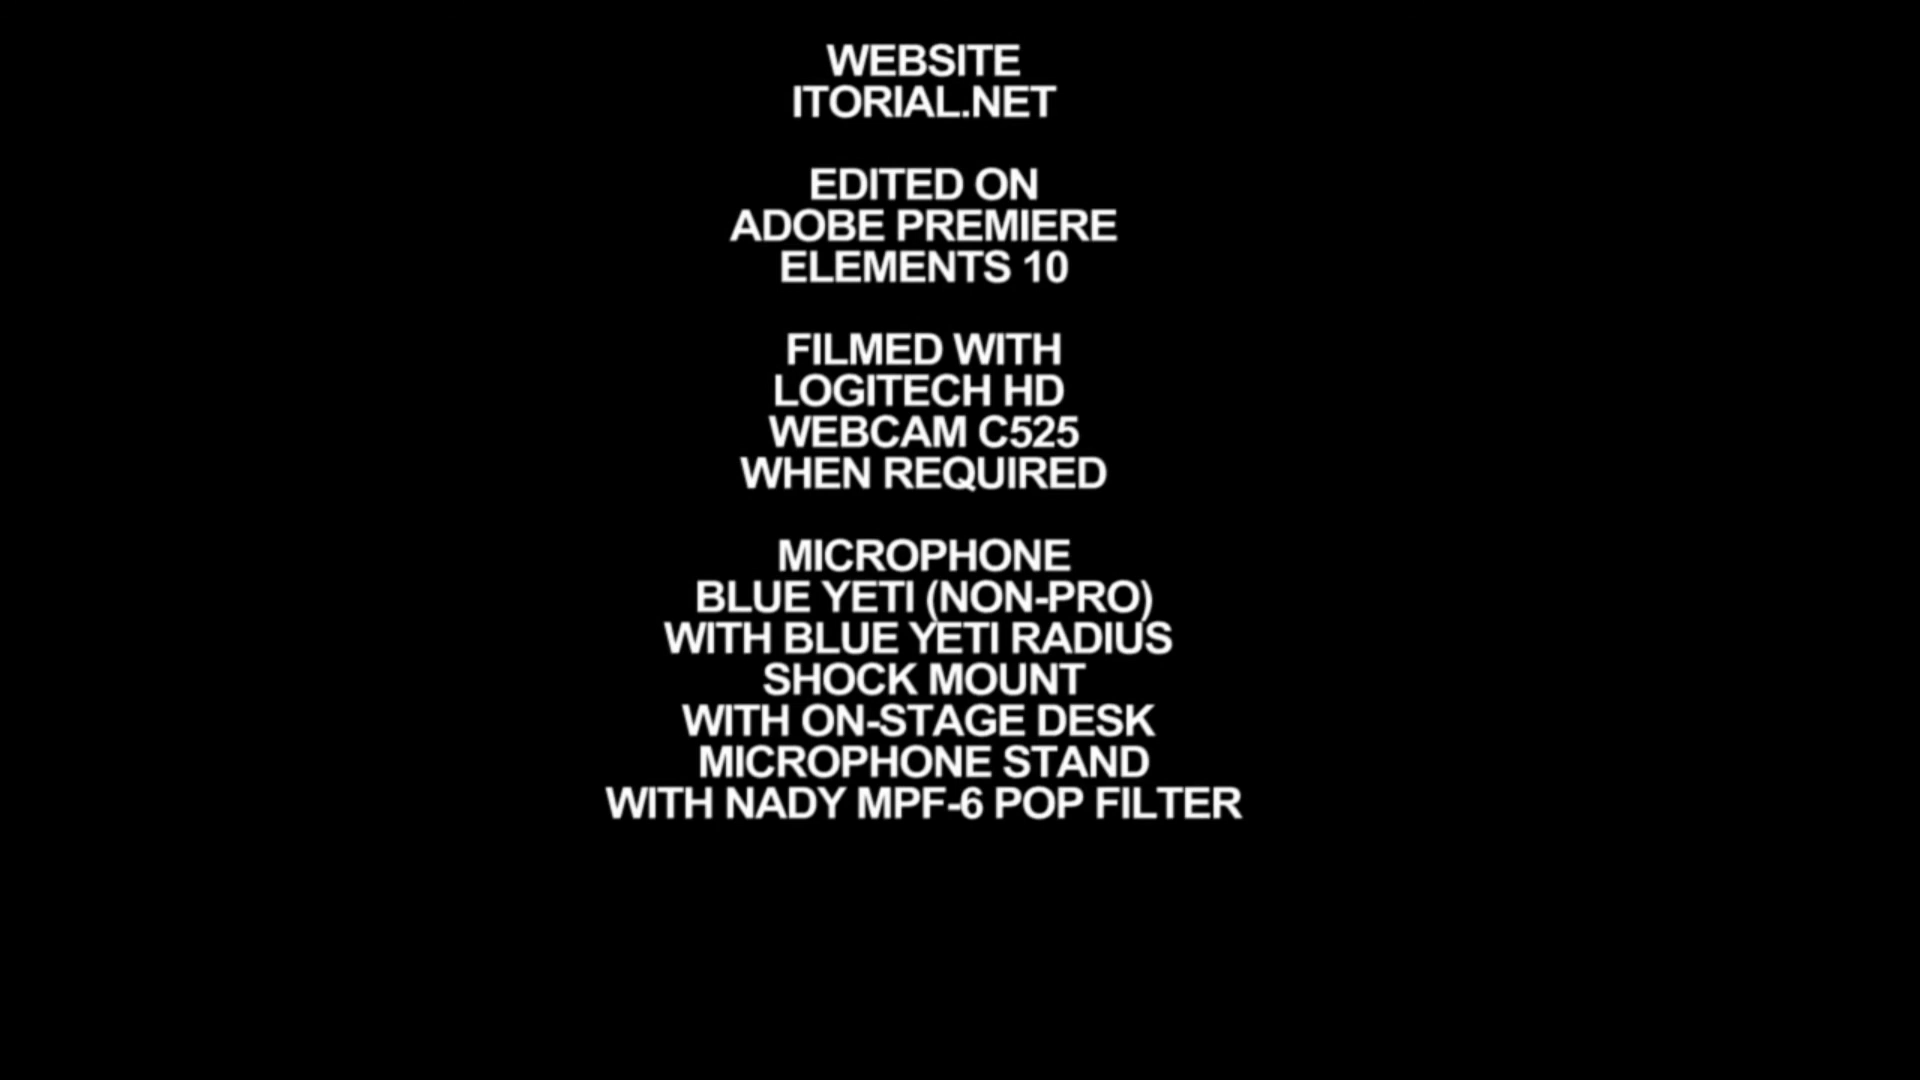 WEBSITE
ITORIAL.NET
EDITED ON
ADOBE PREMIERE
ELEMENTS 10
FILMED WITH
LOGITECH HD
WEBCAM C525
WHEN REQUIRED
MICROPHONE
BLUE YETI (NON-PRO)
WITH BLUE YETI RADIUS
SHOCK MOUNT
WITH ON-STAGE DESK
MICROPHONE STAND
WITH NADY MPF-6 POP FILTER